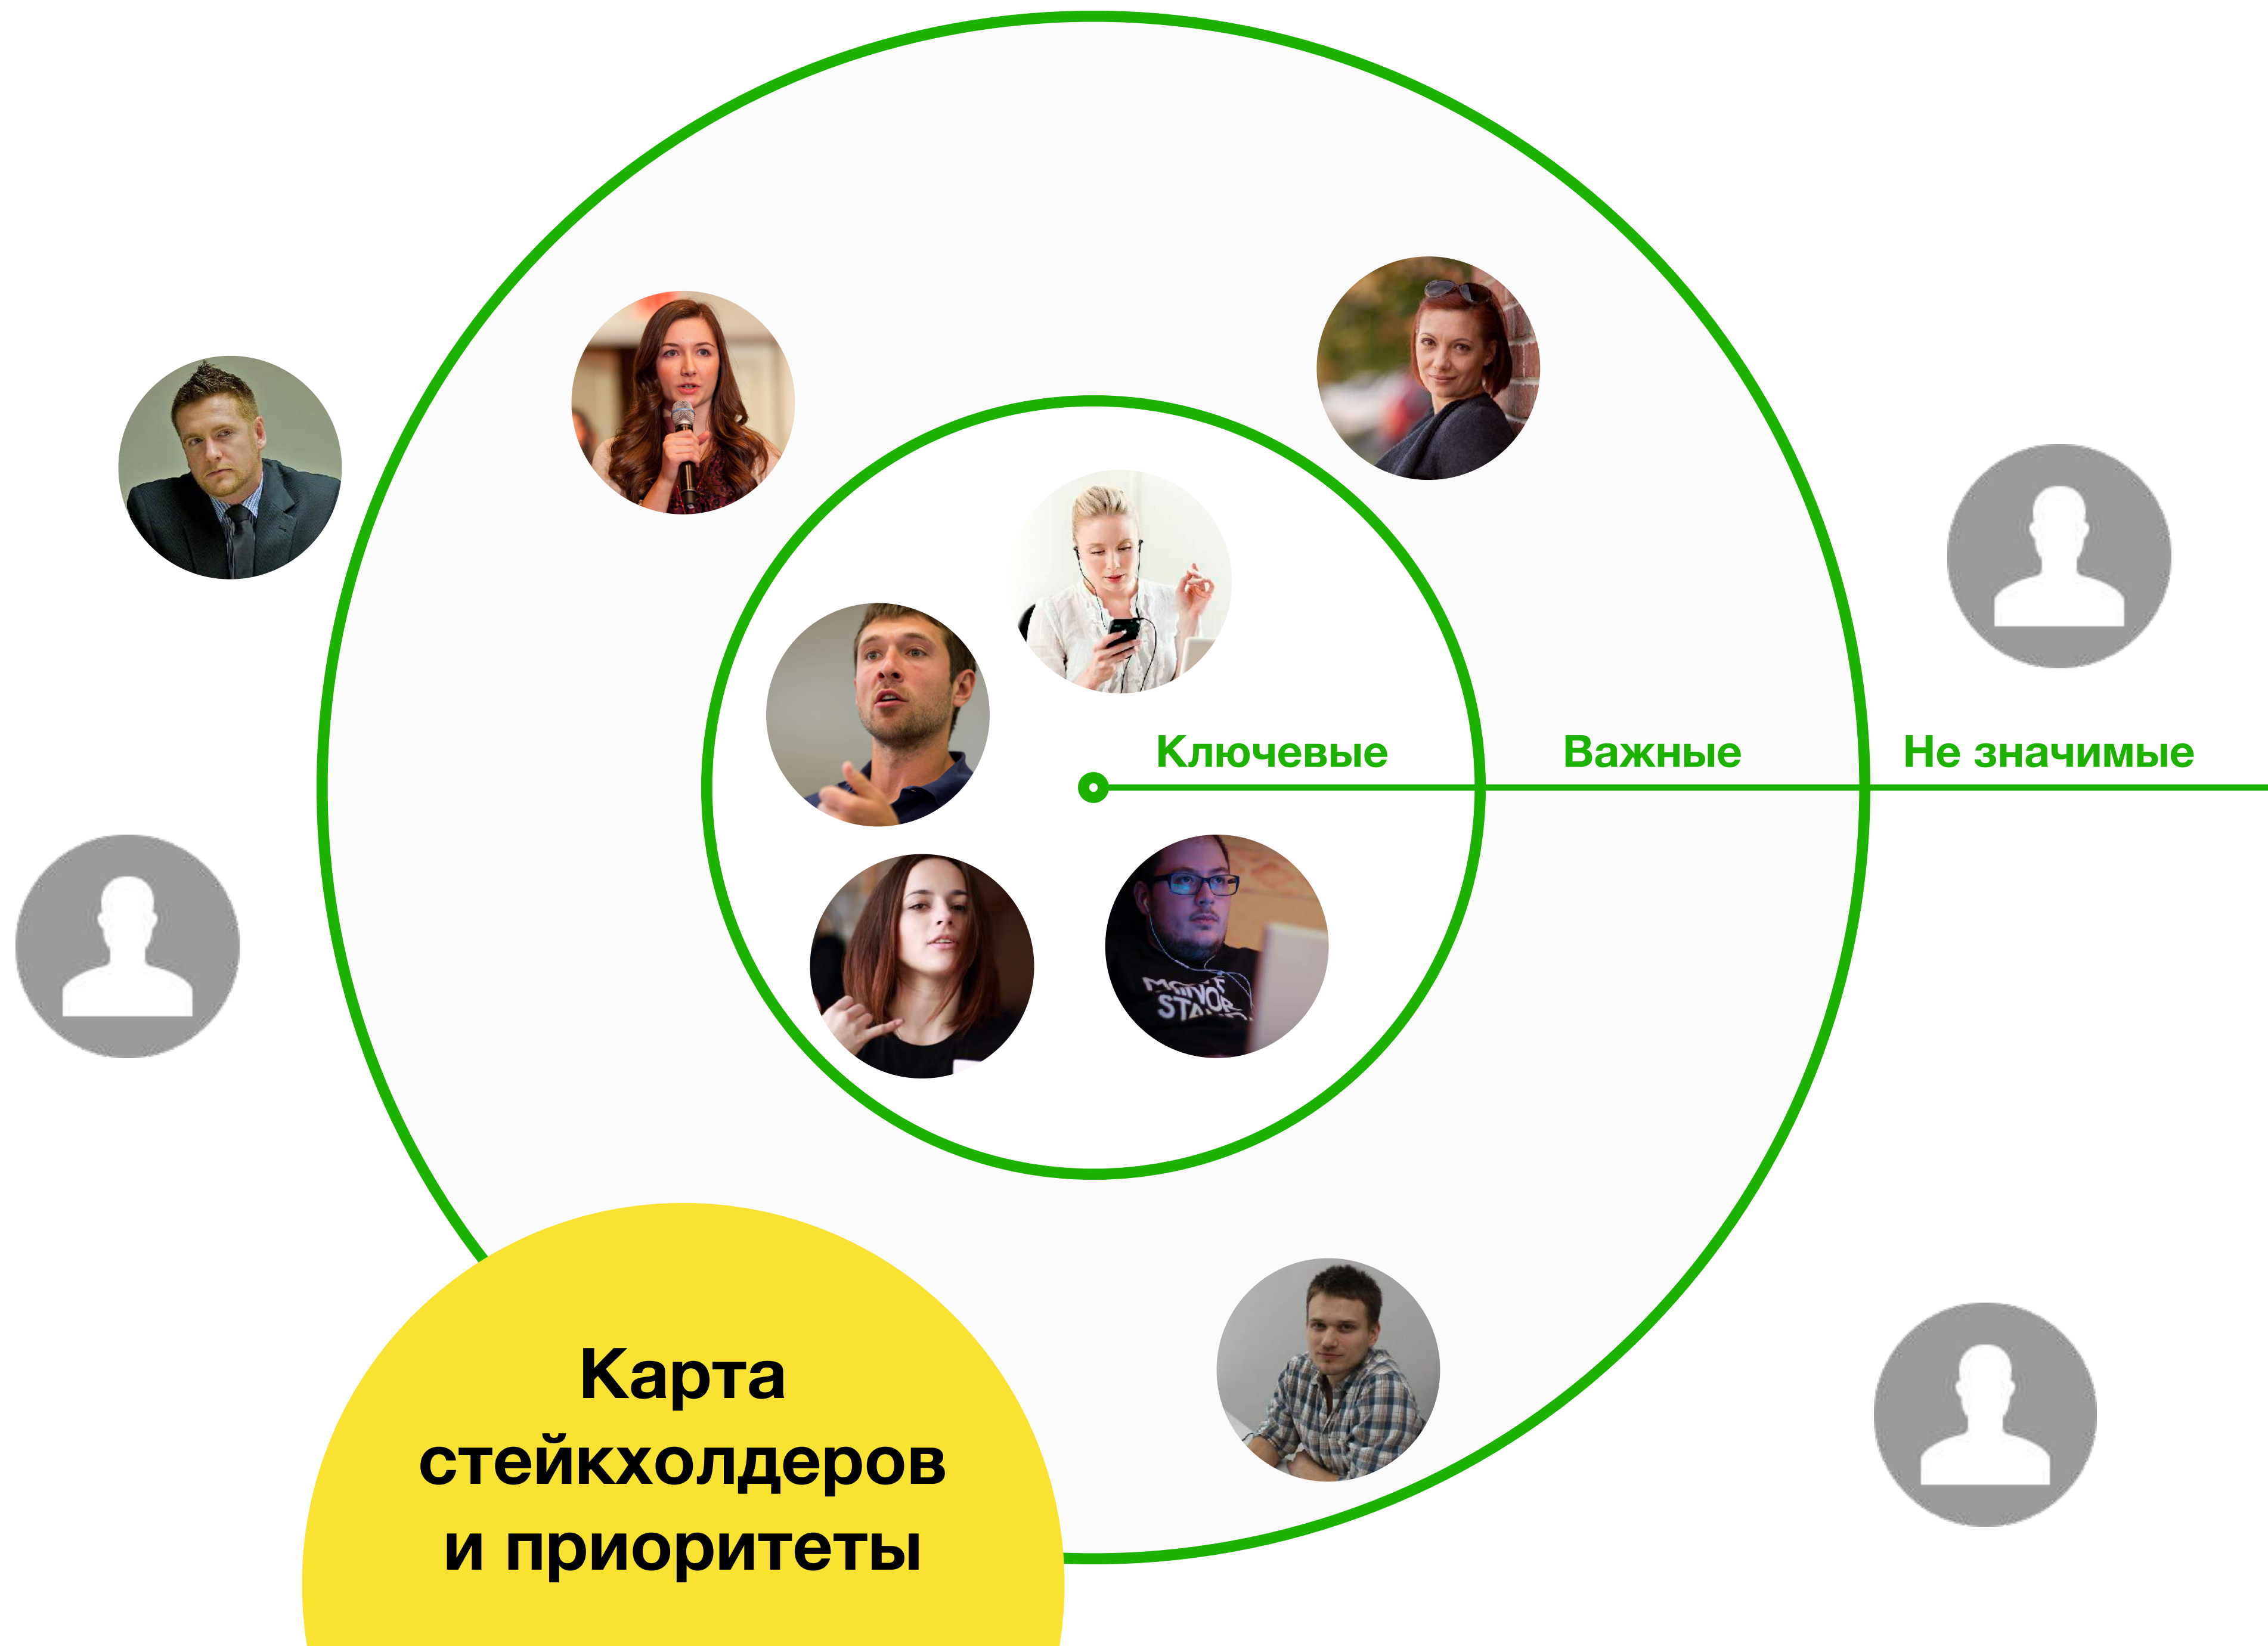 Ключевые
Важные
Не значимые
Карта
стейкхолдеров
и приоритеты